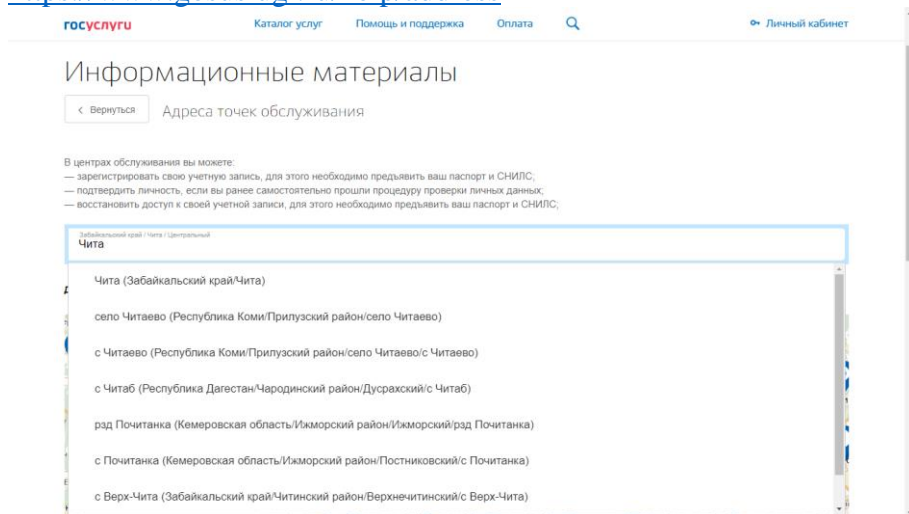 госуслуги Каталог услуг Помощь и поддержка Оплата Личный кабинет
Информационные материалы
Вернуться Адреса точек обслуживания
В центрах обслуживания вы можете:
— зарегистрировать свою учетную запись, для этого необходимо предъявить ваш паспорт и СНИЛС;
— подтвердить личность, если вы ранее самостоятельно прошли процедуру проверки личных данных;
— восстановить доступ к своей учетной записи, для этого необходимо предъявить ваш паспорт и СНИЛС;
Забайкальский край / Чита / Центральный
Чита
Чита (Забайкальский край/Чита)
село Читаево (Республика Коми/Прилузский район/село Читаево)
с Читаево (Республика Коми/Прилузский район/село Читаево/с Читаево)
с Читаб (Республика Дагестан/Чародинский район/Дусрахский/с Читаб)
рзд Почитанка (Кемеровская область/Ижморский район/Ижморский/рзд Почитанка)
с Почитанка (Кемеровская область/Ижморский район/Постниковский/с Почитанка)
с Верх-Чита (Забайкальский край/Читинский район/Верхнечитинский/с Верх-Чита)